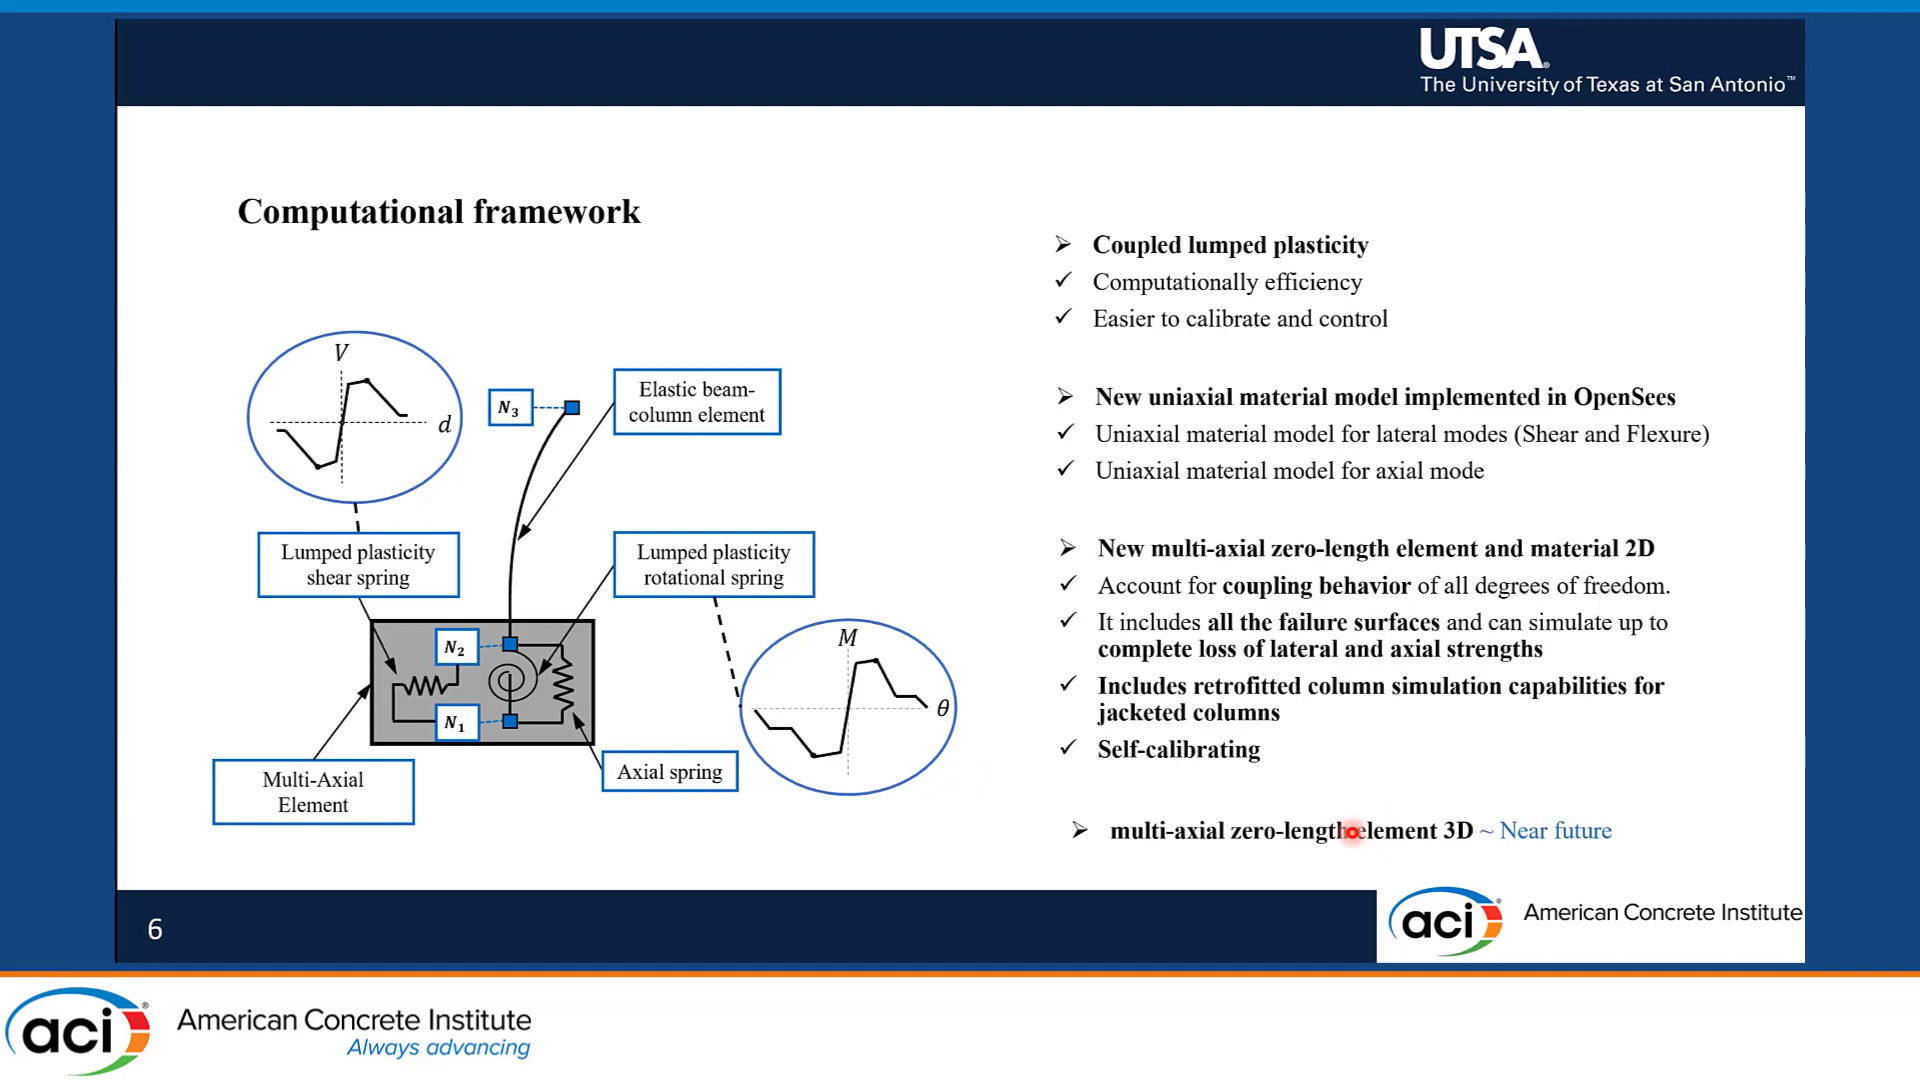 UTSA®
The University of Texas at San Antonio™
Computational framework
V
d
N₃
Elastic beam-
column element
Lumped plasticity
shear spring
Lumped plasticity
rotational spring
N₂
N₁
M
θ
Axial spring
Multi-Axial
Element
➢ Coupled lumped plasticity
✓ Computationally efficiency
✓ Easier to calibrate and control
➢ New uniaxial material model implemented in OpenSees
✓ Uniaxial material model for lateral modes (Shear and Flexure)
✓ Uniaxial material model for axial mode
➢ New multi-axial zero-length element and material 2D
✓ Account for coupling behavior of all degrees of freedom.
✓ It includes all the failure surfaces and can simulate up to
complete loss of lateral and axial strengths
✓ Includes retrofitted column simulation capabilities for
jacketed columns
✓ Self-calibrating
➢ multi-axial zero-length element 3D ~ Near future
6
aci® American Concrete Institute
aci® American Concrete Institute
Always advancing